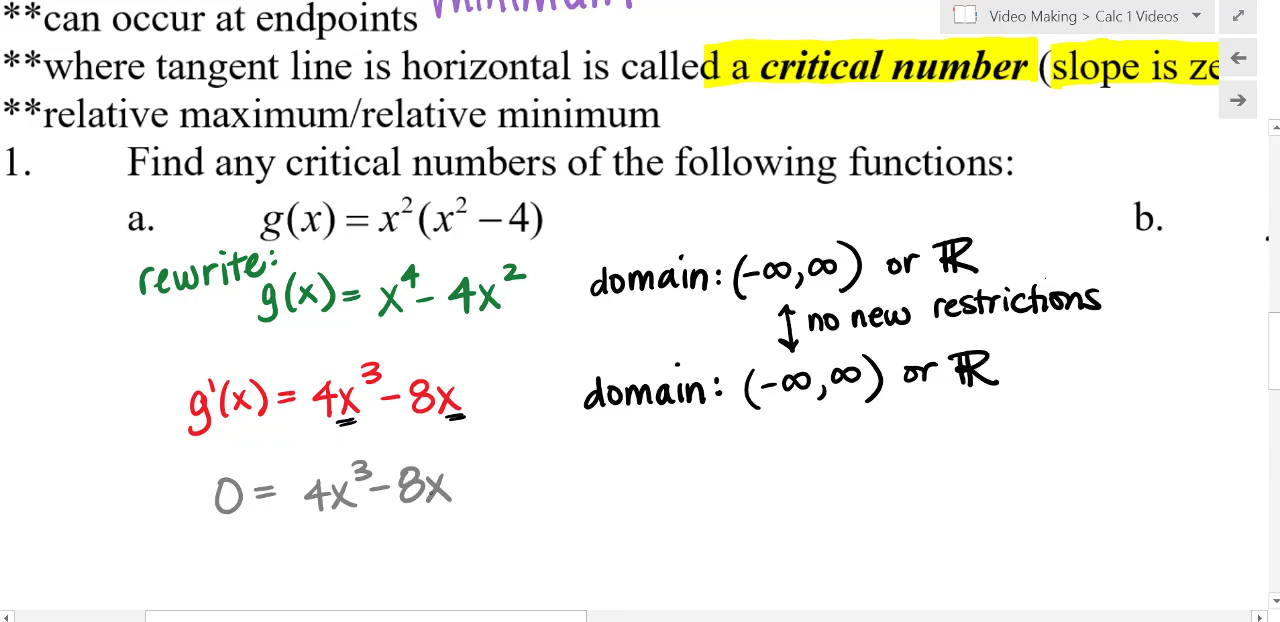 **can occur at endpoints minimum
Video Making > Calc 1 Videos
**where tangent line is horizontal is called a critical number (slope is ze
**relative maximum/relative minimum
1. Find any critical numbers of the following functions:
a. g(x) = x²(x² − 4) b.
rewrite: g(x) = x⁴ − 4x² domain: (−∞,∞) or ℝ
↕ no new restrictions
g'(x) = 4x³ − 8x domain: (−∞,∞) or ℝ
0 = 4x³ − 8x